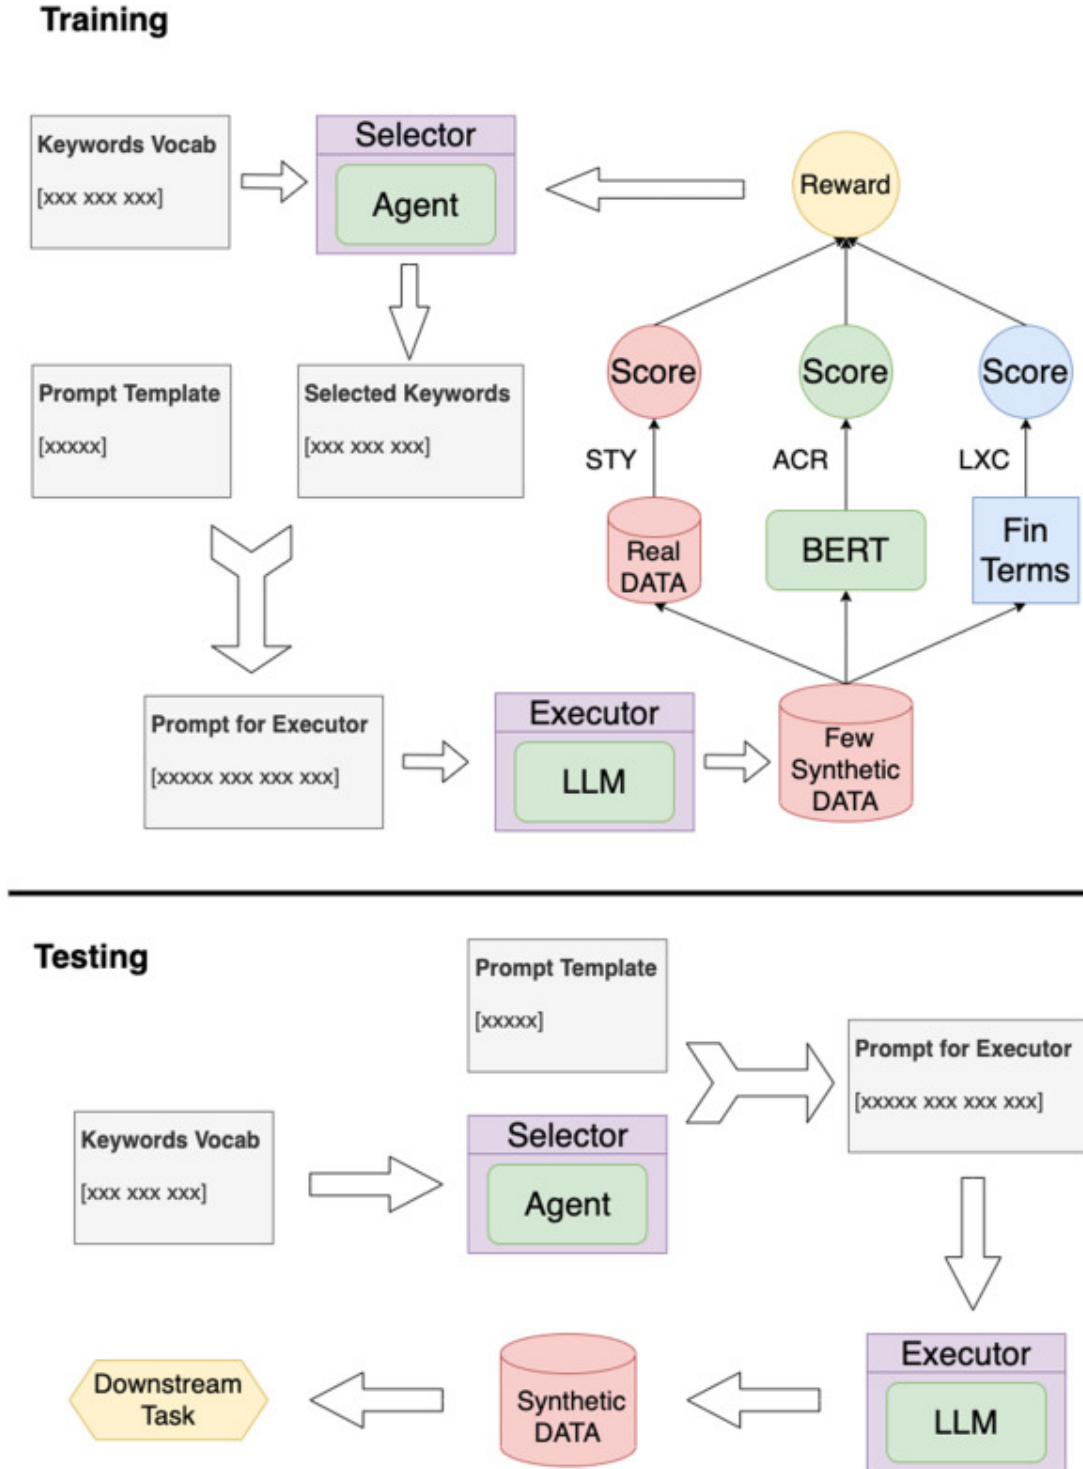 Training
Keywords Vocab
[xxx xxx xxx]
Selector
Agent
Reward
Prompt Template
[xxxxx]
Selected Keywords
[xxx xxx xxx]
Score
Score
Score
STY
ACR
LXC
Real
DATA
BERT
Fin
Terms
Prompt for Executor
[xxxxx xxx xxx xxx]
Executor
LLM
Few
Synthetic
DATA
Testing
Prompt Template
[xxxxx]
Prompt for Executor
[xxxxx xxx xxx xxx]
Keywords Vocab
[xxx xxx xxx]
Selector
Agent
Executor
LLM
Synthetic
DATA
Downstream
Task